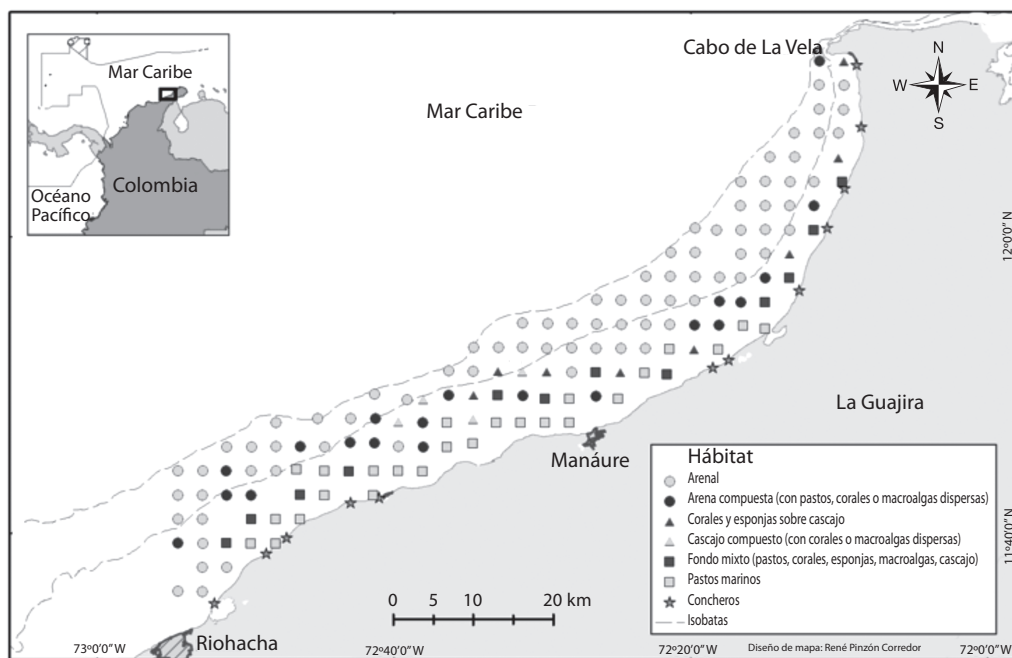 Cabo de La Vela
Mar Caribe
Mar Caribe
N
W
E
S
Océano
Pacífico
Colombia
12°0'0" N
La Guajira
Manáure
Hábitat
Arenal
Arena compuesta (con pastos, corales o macroalgas dispersas)
Corales y esponjas sobre cascajo
Cascajo compuesto (con corales o macroalgas dispersas)
Fondo mixto (pastos, corales, esponjas, macroalgas, cascajo)
Pastos marinos
Concheros
Isobatas
11°40'0" N
0 5 10 20 km
Riohacha
73°0'0"W
72°40'0"W
72°20'0"W
72°0'0"W
Diseño de mapa: René Pinzón Corredor